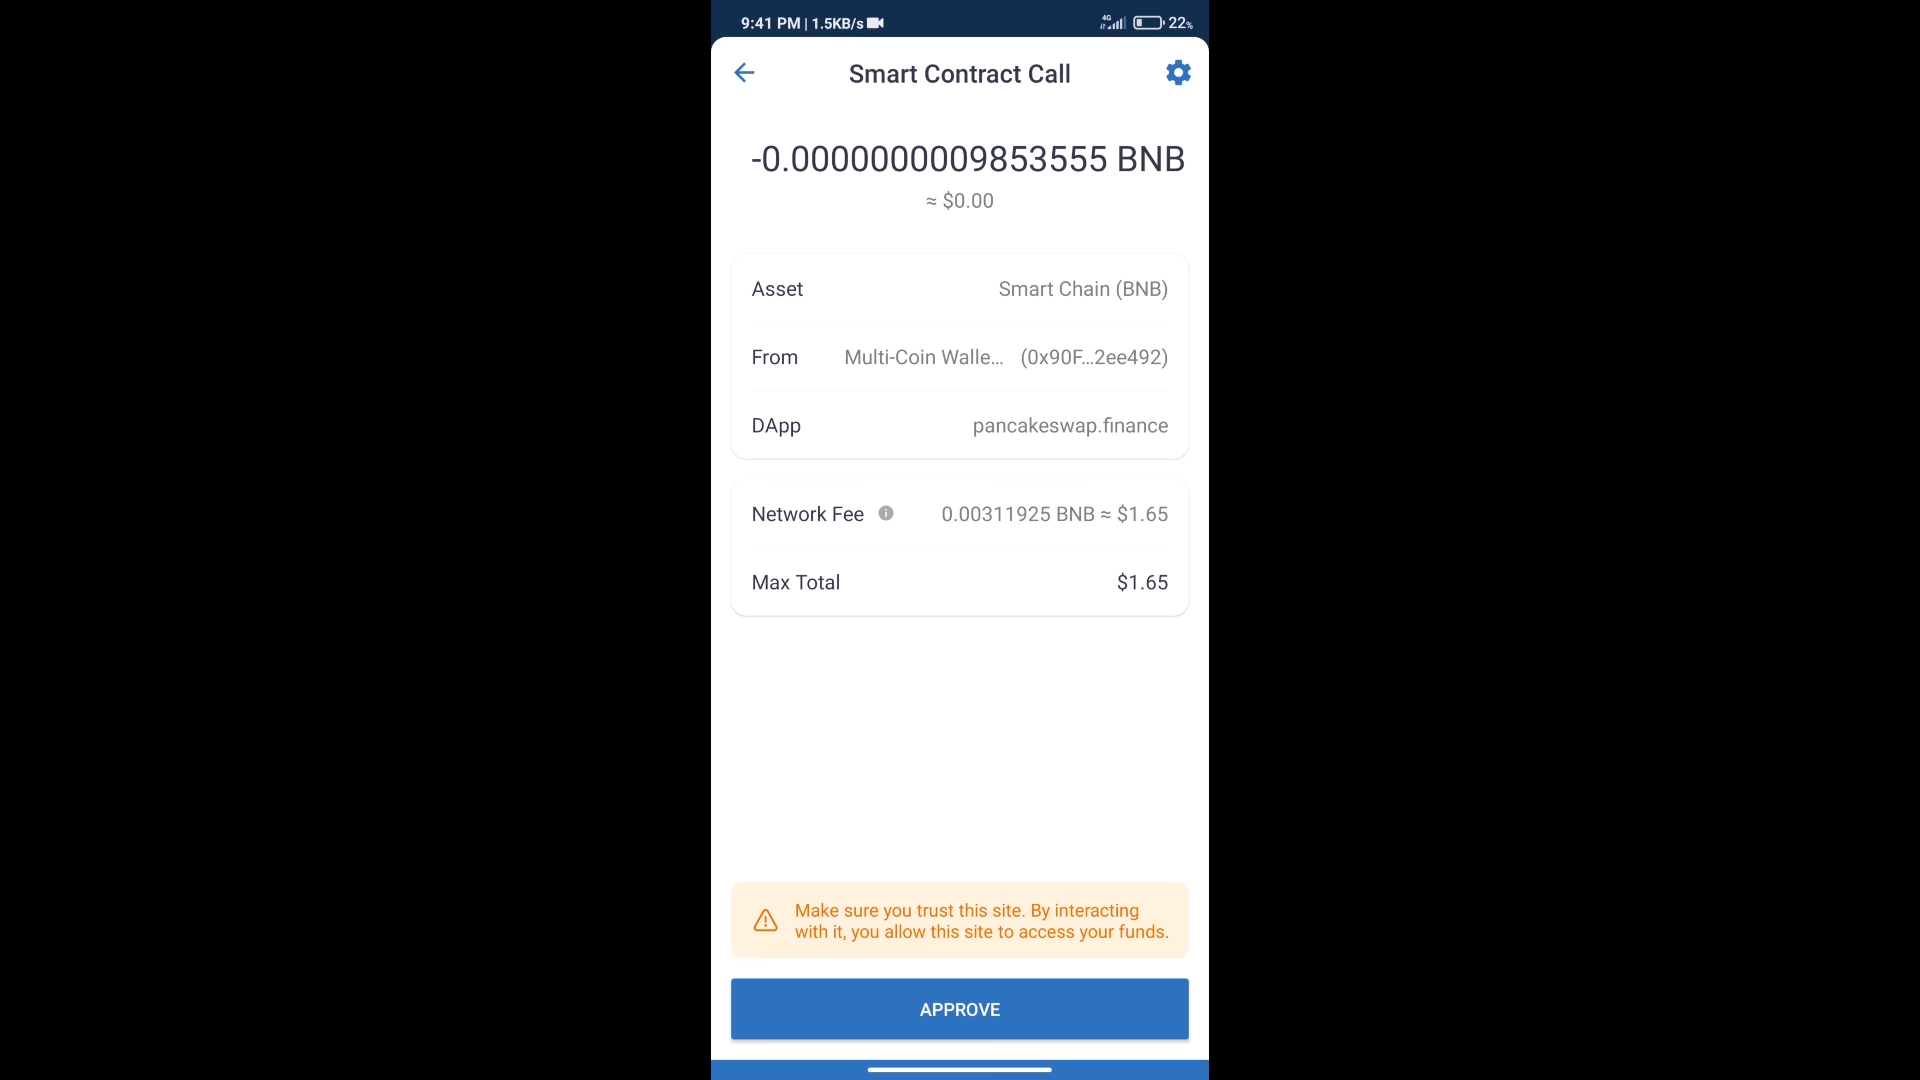 9:41 PM | 1.5KB/s
4G 22%
Smart Contract Call
-0.0000000009853555 BNB
≈ $0.00
Asset Smart Chain (BNB)
From Multi-Coin Walle... (0x90F...2ee492)
DApp pancakeswap.finance
Network Fee 0.00311925 BNB ≈ $1.65
Max Total $1.65
Make sure you trust this site. By interacting
with it, you allow this site to access your funds.
APPROVE